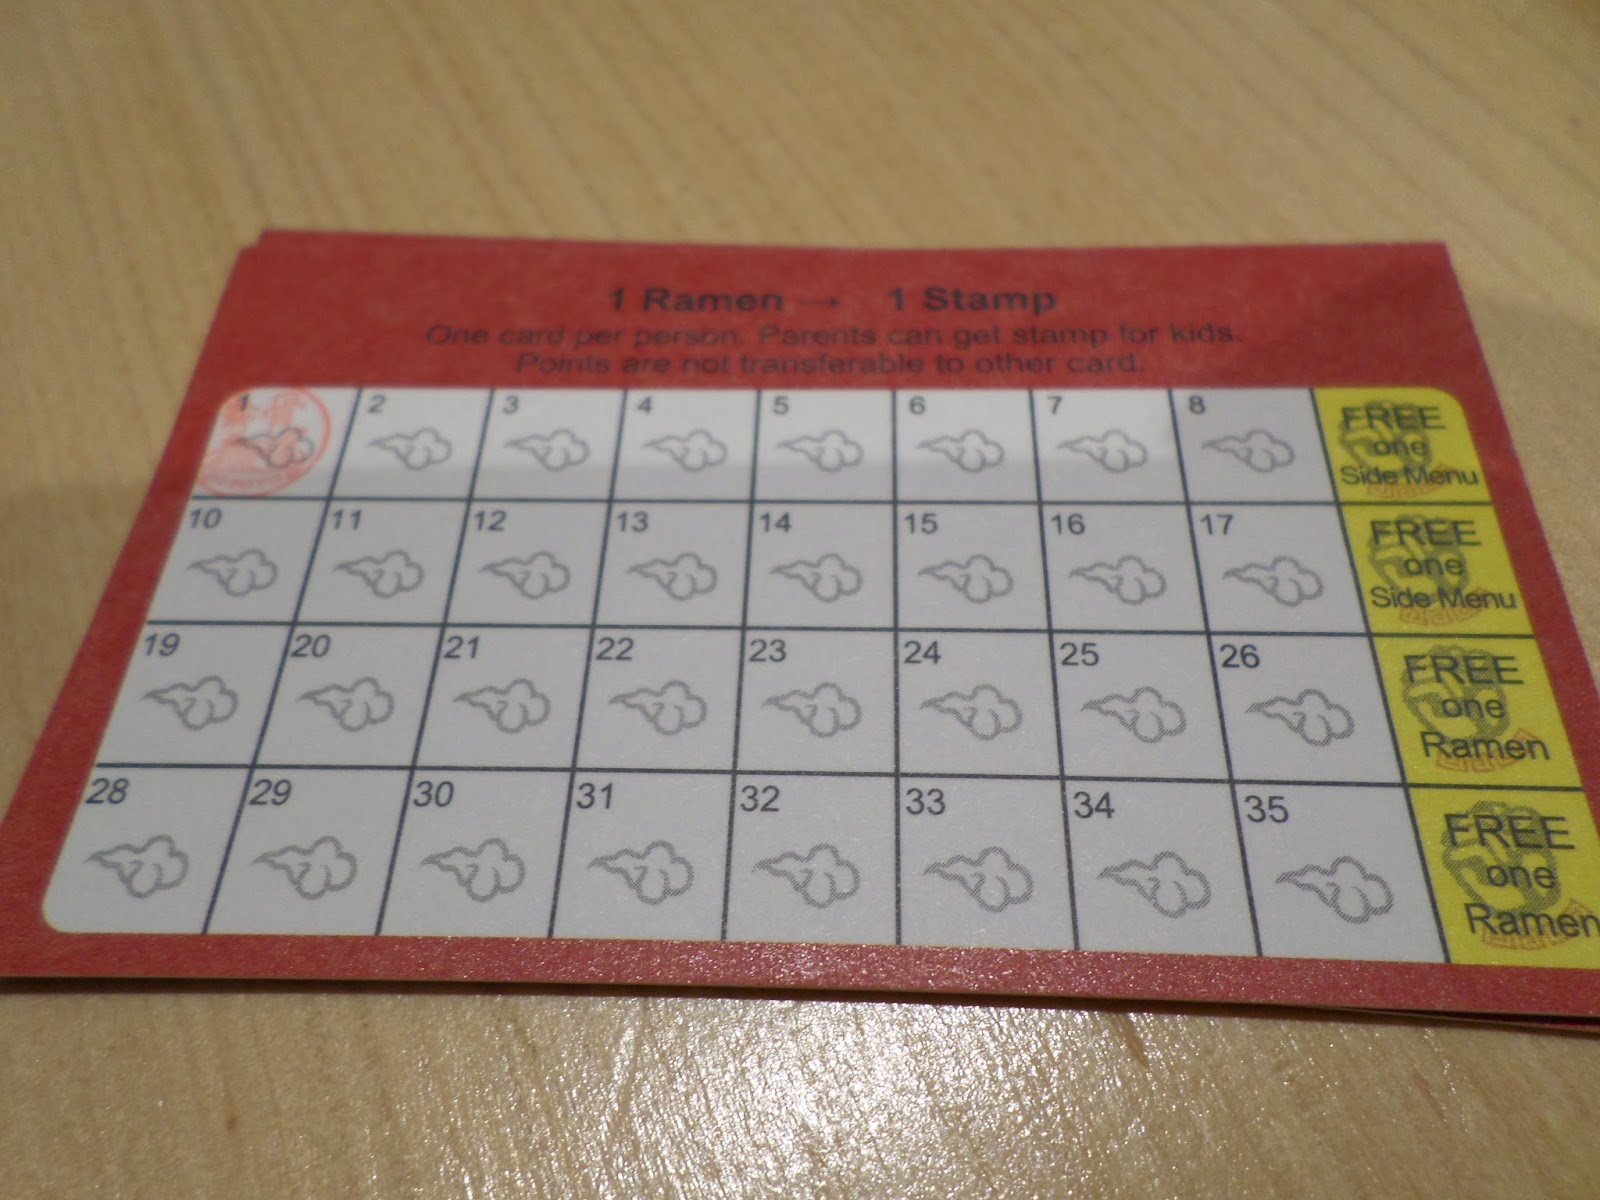 1 Ramen → 1 Stamp
One card per person. Parents can get stamp for kids.
Points are not transferable to other card.
1 2 3 4 5 6 7 8 FREE one Side Menu
10 11 12 13 14 15 16 17 FREE one Side Menu
19 20 21 22 23 24 25 26 FREE one Ramen
28 29 30 31 32 33 34 35 FREE one Ramen